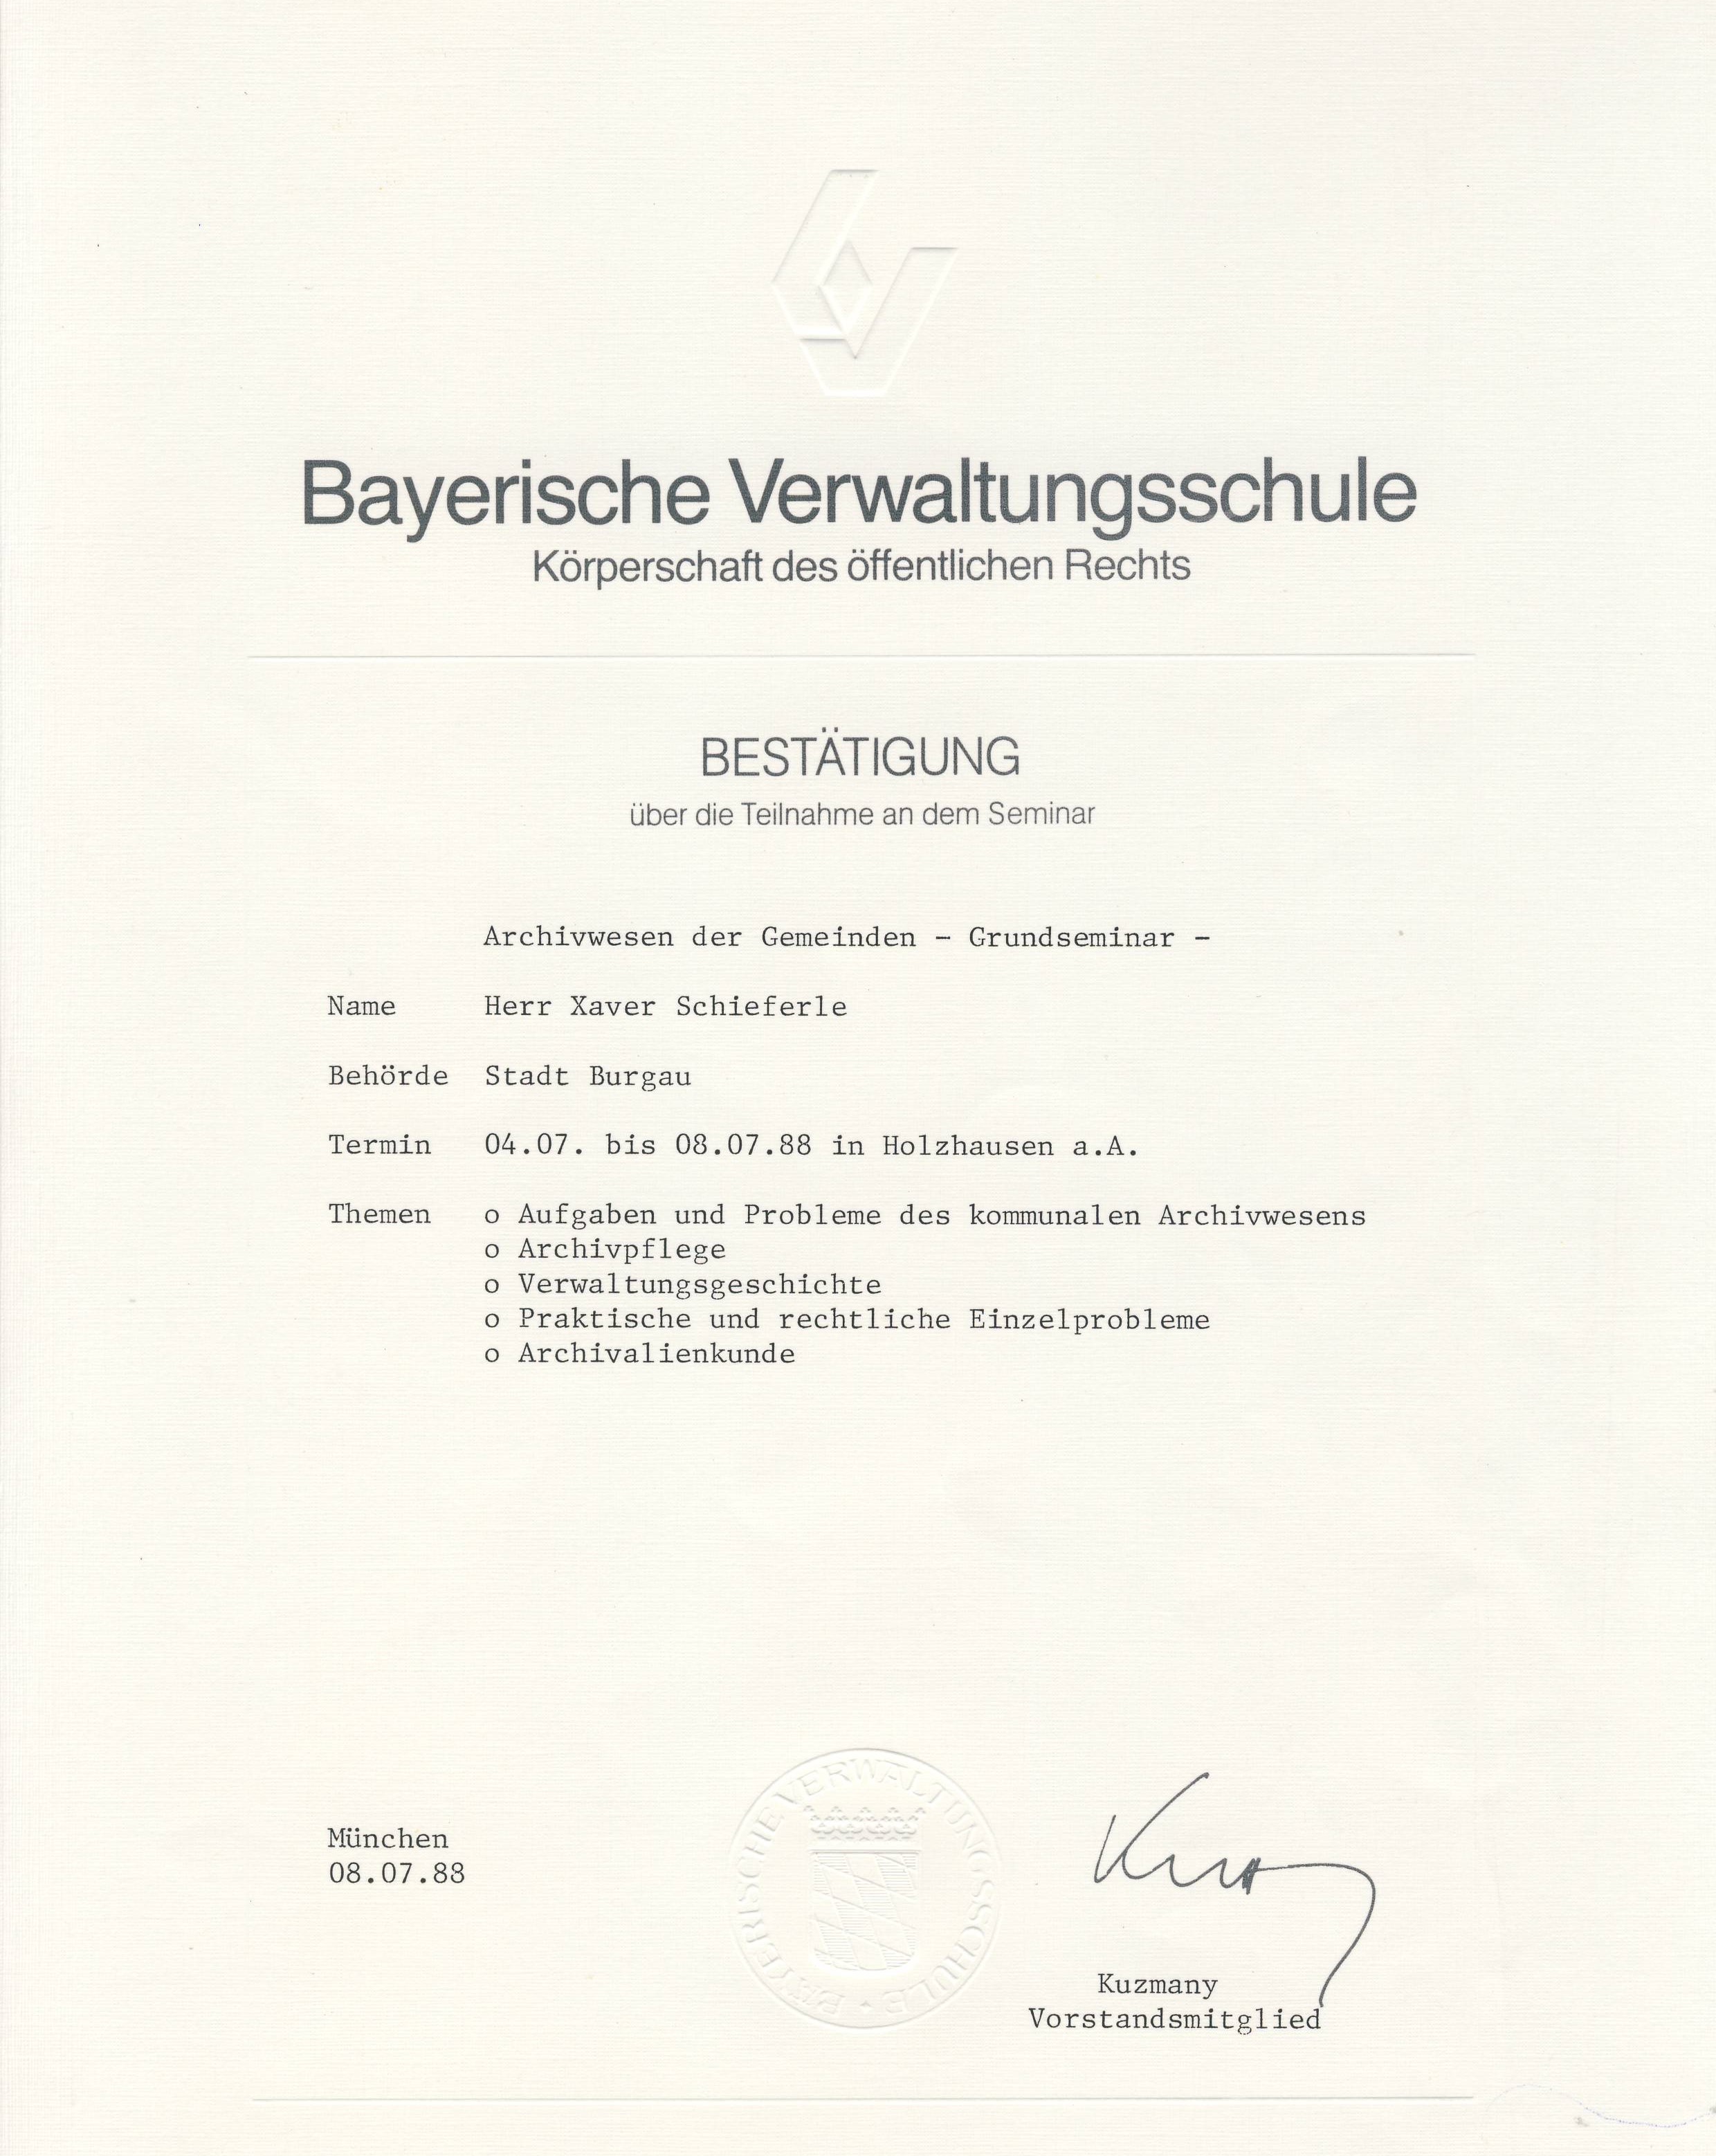 Bayerische Verwaltungsschule
Körperschaft des öffentlichen Rechts
BESTÄTIGUNG
über die Teilnahme an dem Seminar
Archivwesen der Gemeinden - Grundseminar -
Name Herr Xaver Schieferle
Behörde Stadt Burgau
Termin 04.07. bis 08.07.88 in Holzhausen a.A.
Themen o Aufgaben und Probleme des kommunalen Archivwesens
o Archivpflege
o Verwaltungsgeschichte
o Praktische und rechtliche Einzelprobleme
o Archivalienkunde
München
08.07.88
BAYERISCHE VERWALTUNGSSCHULE
Kuzmany
Vorstandsmitglied